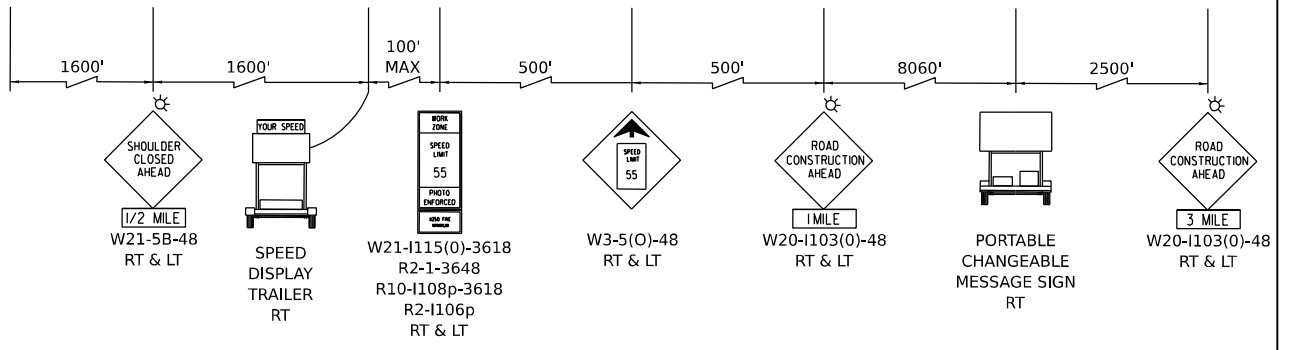 1600'
1600'
100'
MAX
500'
500'
8060'
2500'
SHOULDER
CLOSED
AHEAD
1/2 MILE
W21-5B-48
RT & LT
YOUR SPEED
SPEED
DISPLAY
TRAILER
RT
WORK
ZONE
SPEED
LIMIT
55
PHOTO
ENFORCED
$250 FINE
MINIMUM
W21-I115(0)-3618
R2-1-3648
R10-I108p-3618
R2-I106p
RT & LT
SPEED
LIMIT
55
W3-5(O)-48
RT & LT
ROAD
CONSTRUCTION
AHEAD
1 MILE
W20-I103(0)-48
RT & LT
PORTABLE
CHANGEABLE
MESSAGE SIGN
RT
ROAD
CONSTRUCTION
AHEAD
3 MILE
W20-I103(0)-48
RT & LT